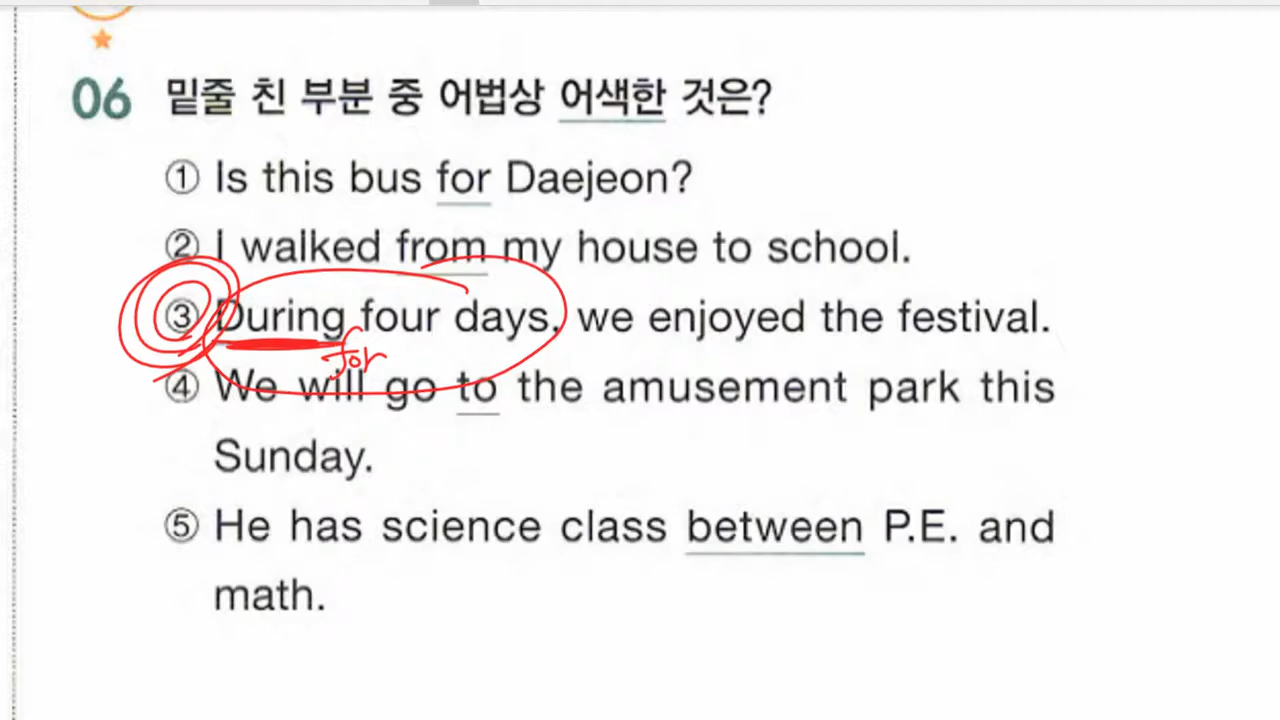 06 밑줄 친 부분 중 어법상 어색한 것은?
① Is this bus for Daejeon?
② I walked from my house to school.
③ During four days, we enjoyed the festival.
for
④ We will go to the amusement park this
Sunday.
⑤ He has science class between P.E. and
math.